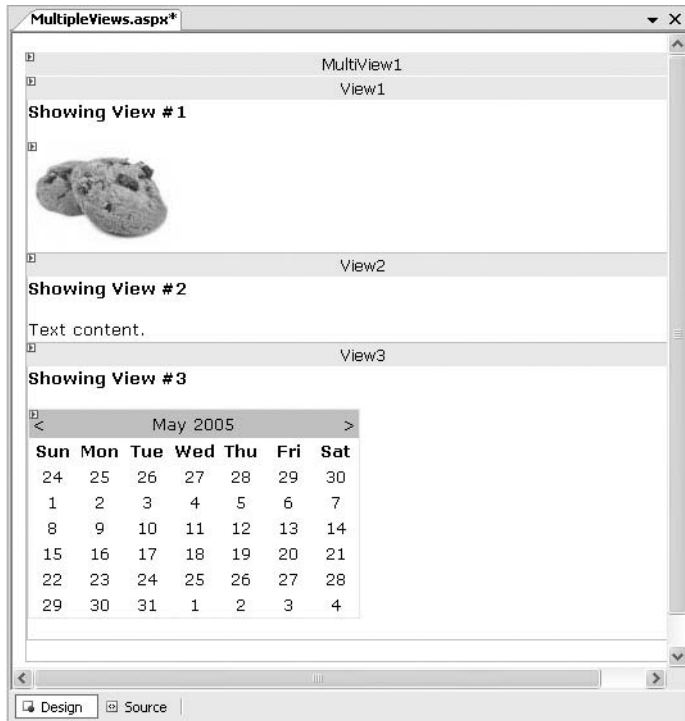 MultipleViews.aspx*
MultiView1
View1
Showing View #1
View2
Showing View #2
Text content.
View3
Showing View #3
< May 2005 >
Sun Mon Tue Wed Thu Fri Sat
24 25 26 27 28 29 30
1 2 3 4 5 6 7
8 9 10 11 12 13 14
15 16 17 18 19 20 21
22 23 24 25 26 27 28
29 30 31 1 2 3 4
Design Source